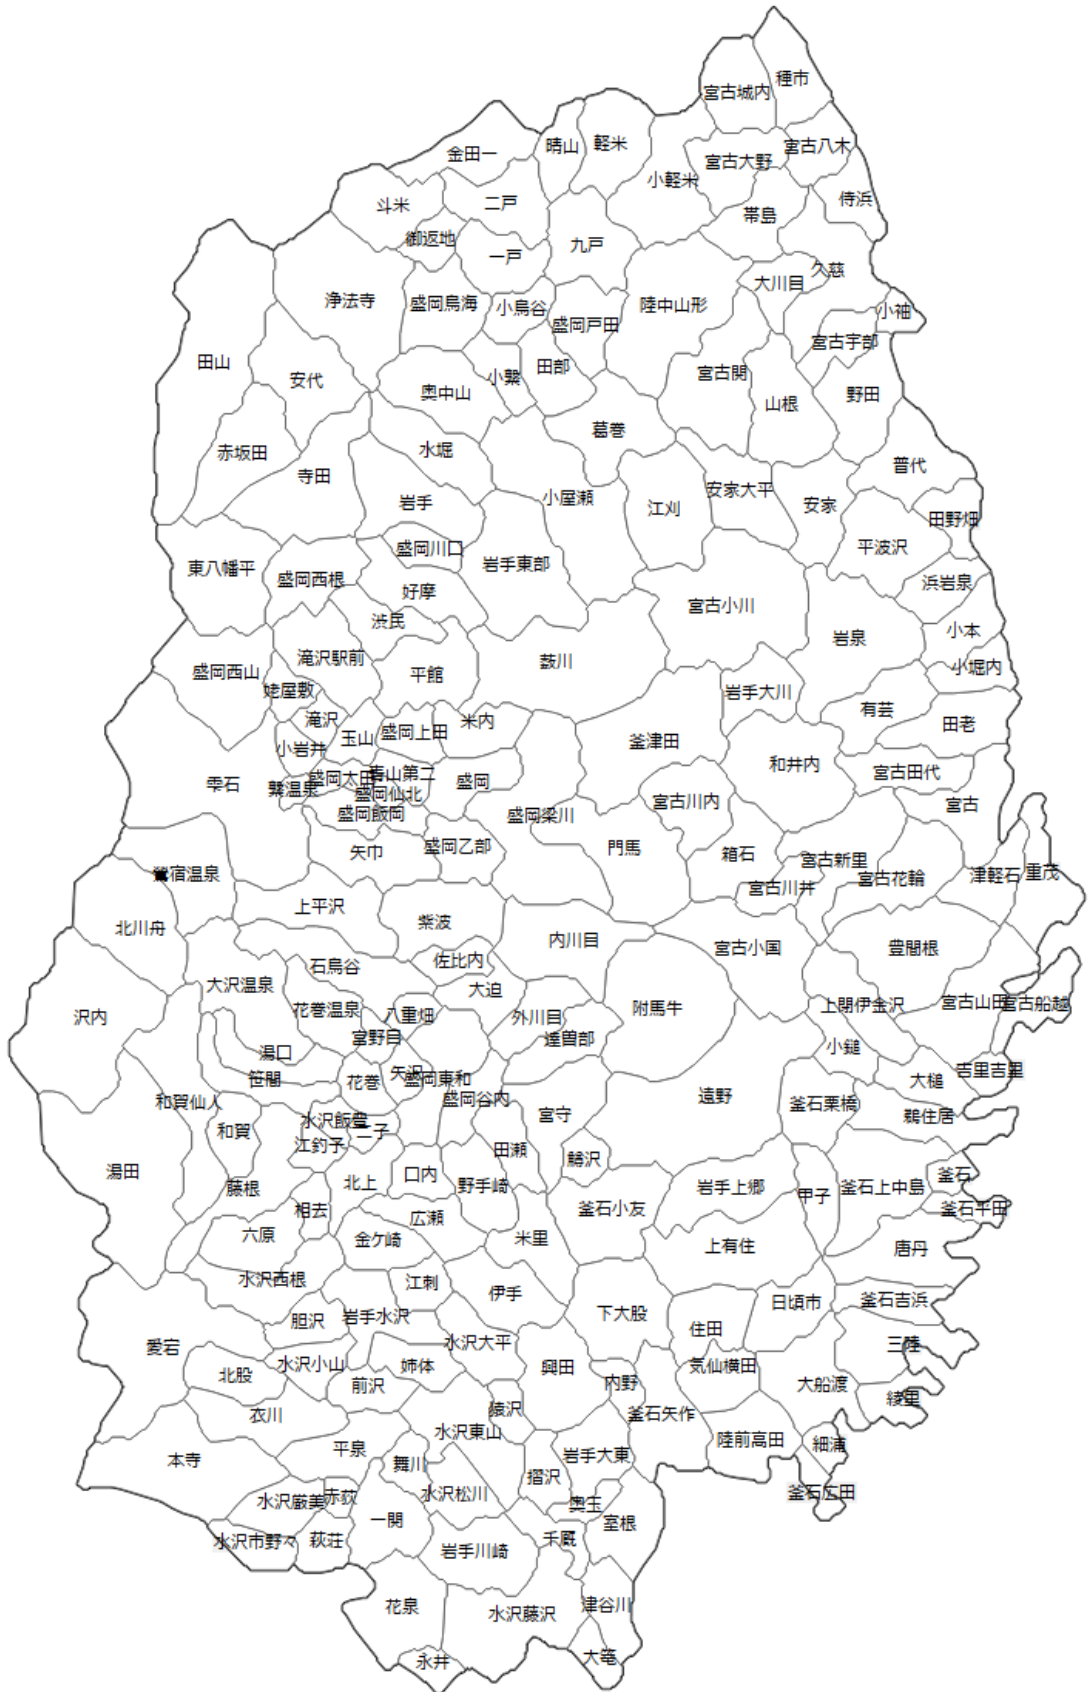 種市
宮古城内
晴山
軽米
宮古八木
金田一
宮古大野
小軽米
侍浜
斗米
二戸
帯島
御返地
九戸
一戸
久慈
大川目
浄法寺
盛岡鳥海
小鳥谷
陸中山形
小袖
盛岡戸田
宮古宇部
田山
田部
宮古関
安代
小繋
奥中山
野田
山根
葛巻
水堀
赤坂田
普代
寺田
安家大平
小屋瀬
岩手
江刈
安家
田野畑
盛岡川口
平波沢
岩手東部
東八幡平
盛岡西根
浜岩泉
好摩
宮古小川
渋民
小本
岩泉
滝沢駅前
薮川
盛岡西山
平館
小堀内
姥屋敷
岩手大川
有芸
滝沢
米内
田老
盛岡上田
玉山
釜津田
小岩井
和井内
宮古田代
青山第二
盛岡太田
盛岡
雫石
鶯温泉
盛岡仙北
宮古川内
宮古
盛岡飯岡
盛岡梁川
盛岡乙部
門馬
矢巾
箱石
宮古新里
鶯宿温泉
宮古花輪
津軽石
重茂
宮古川井
上平沢
紫波
北川舟
内川目
宮古小国
豊間根
佐比内
石鳥谷
大沢温泉
大迫
宮古山田
宮古船越
上閉伊金沢
花巻温泉
附馬牛
八重畑
外川目
沢内
宮野目
達曽部
小鎚
湯口
吉里吉里
矢沢
笹間
盛岡東和
大槌
花巻
遠野
盛岡谷内
和賀仙人
釜石栗橋
宮守
鵜住居
水沢飯豊
和賀
二子
江釣子
田瀬
鱒沢
湯田
口内
釜石
北上
野手崎
藤根
岩手上郷
釜石上中島
甲子
相去
釜石小友
釜石平田
広瀬
六原
金ケ崎
米里
上有住
唐丹
水沢西根
江刺
伊手
日頃市
釜石吉浜
下大股
胆沢
岩手水沢
住田
水沢大平
愛宕
三陸
水沢小山
姉体
気仙横田
興田
北股
前沢
内野
大船渡
綾里
猿沢
衣川
釜石矢作
水沢東山
陸前高田
細浦
平泉
岩手大東
本寺
舞川
摺沢
釜石広田
水沢松川
赤荻
水沢厳美
奥玉
一関
室根
水沢市野々
萩荘
千厩
岩手川崎
津谷川
花泉
水沢藤沢
大篭
永井